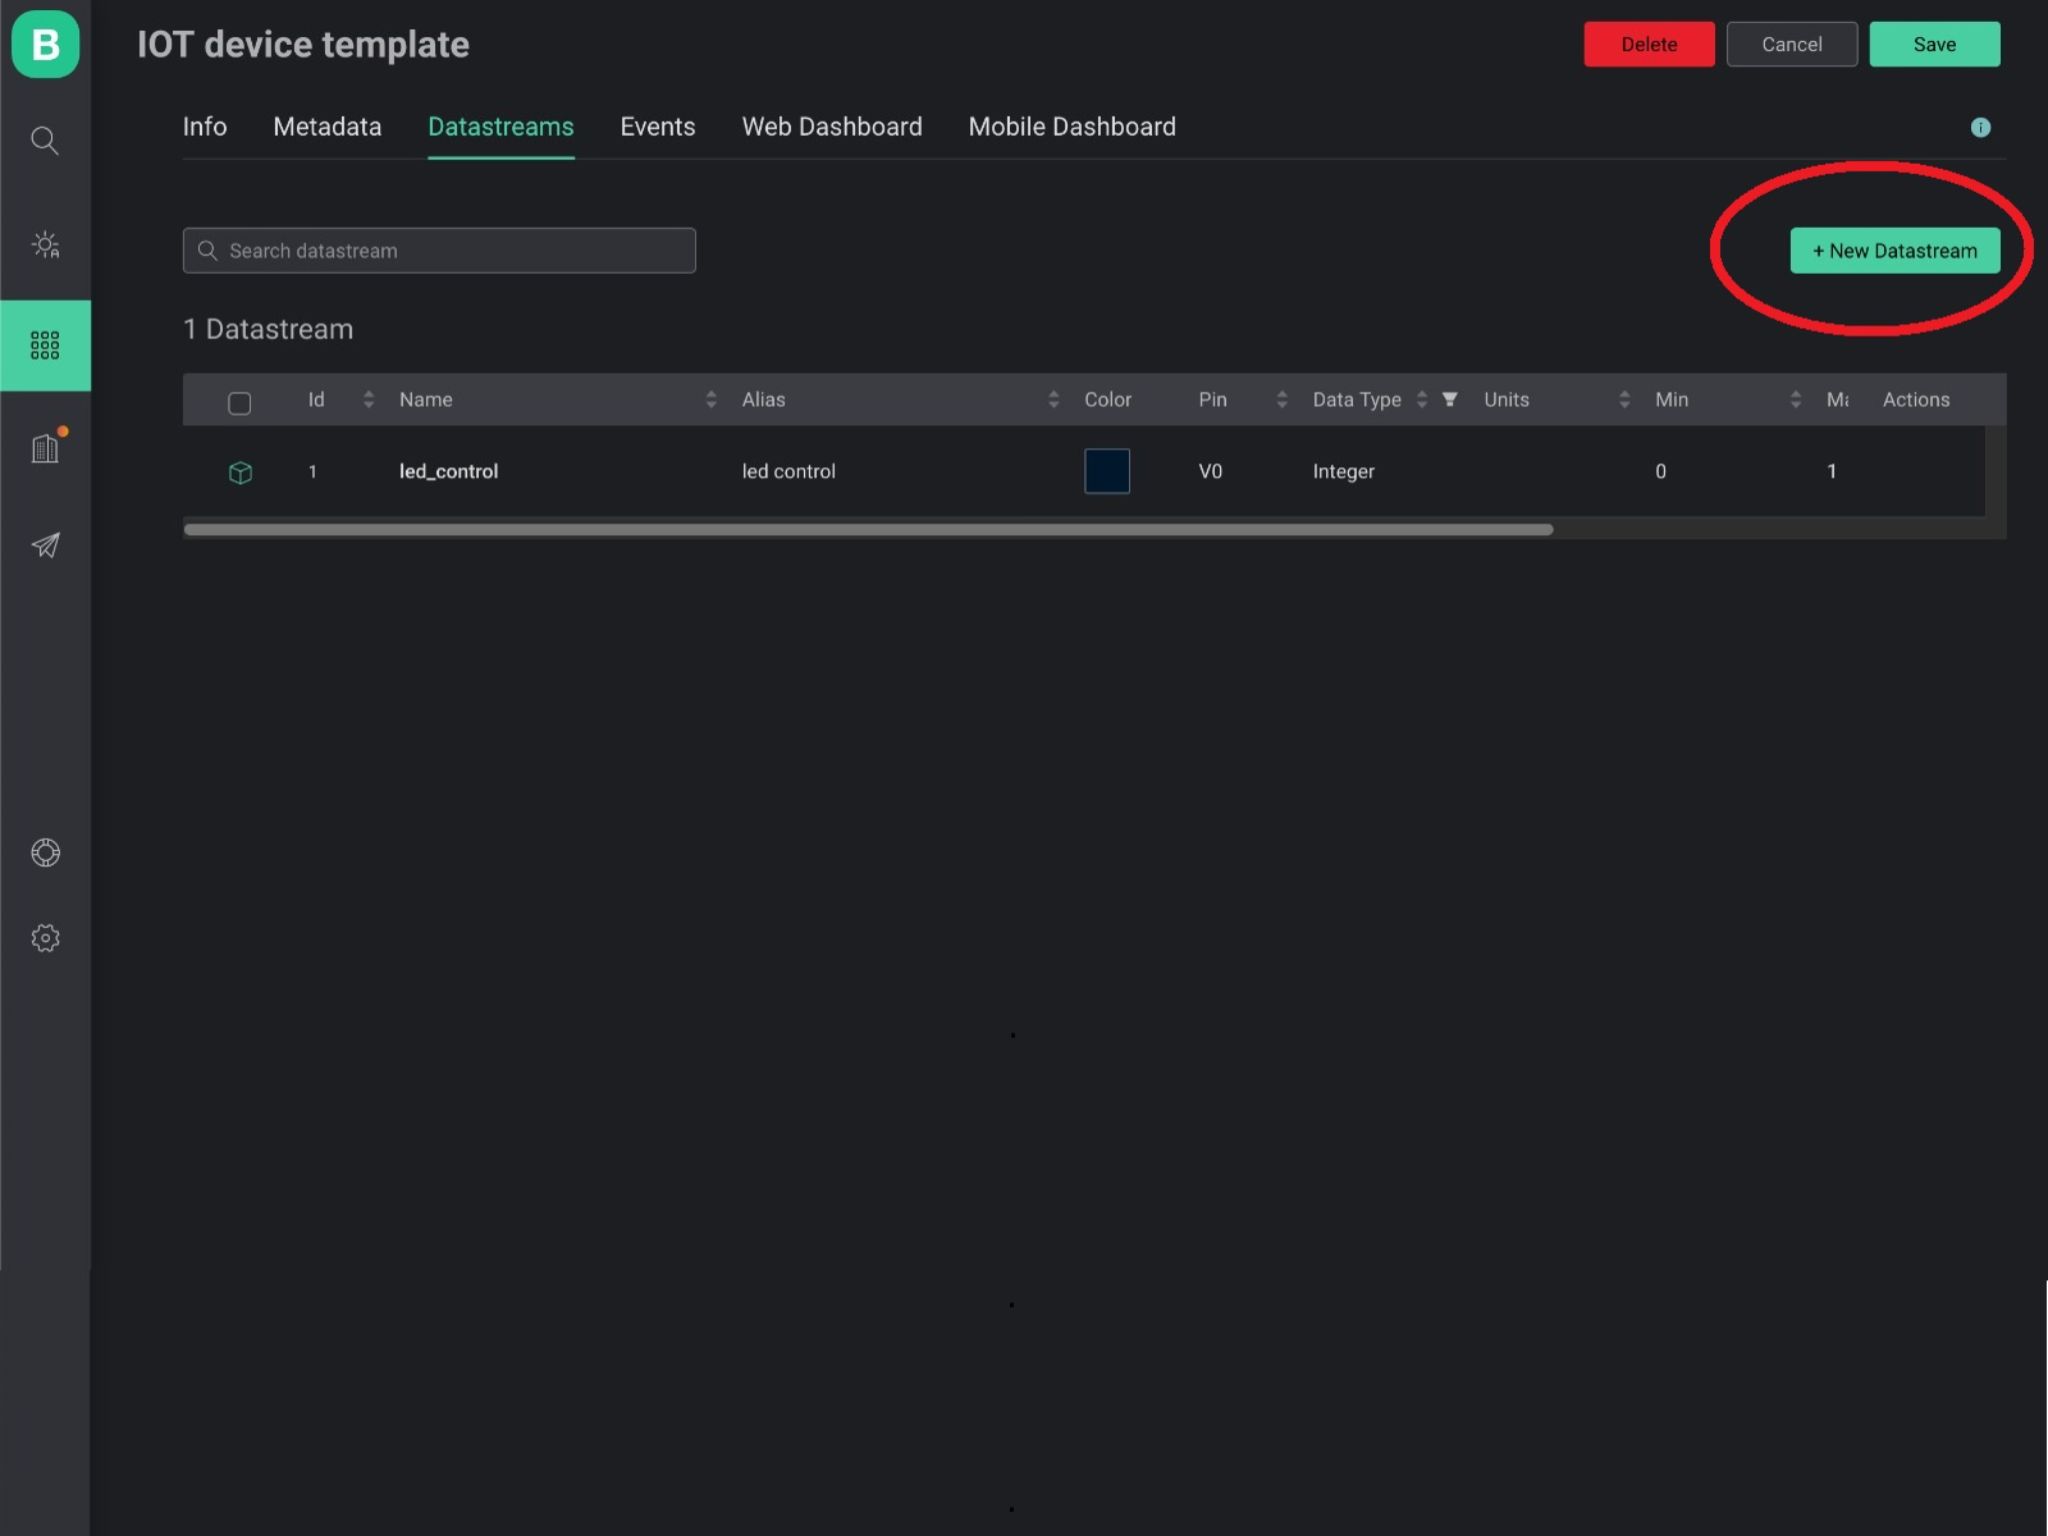 B
IOT device template
Delete Cancel Save
Info Metadata Datastreams Events Web Dashboard Mobile Dashboard
Search datastream
+ New Datastream
1 Datastream
Id Name Alias Color Pin Data Type Units Min Actions
1 led_control led control V0 Integer 0 1